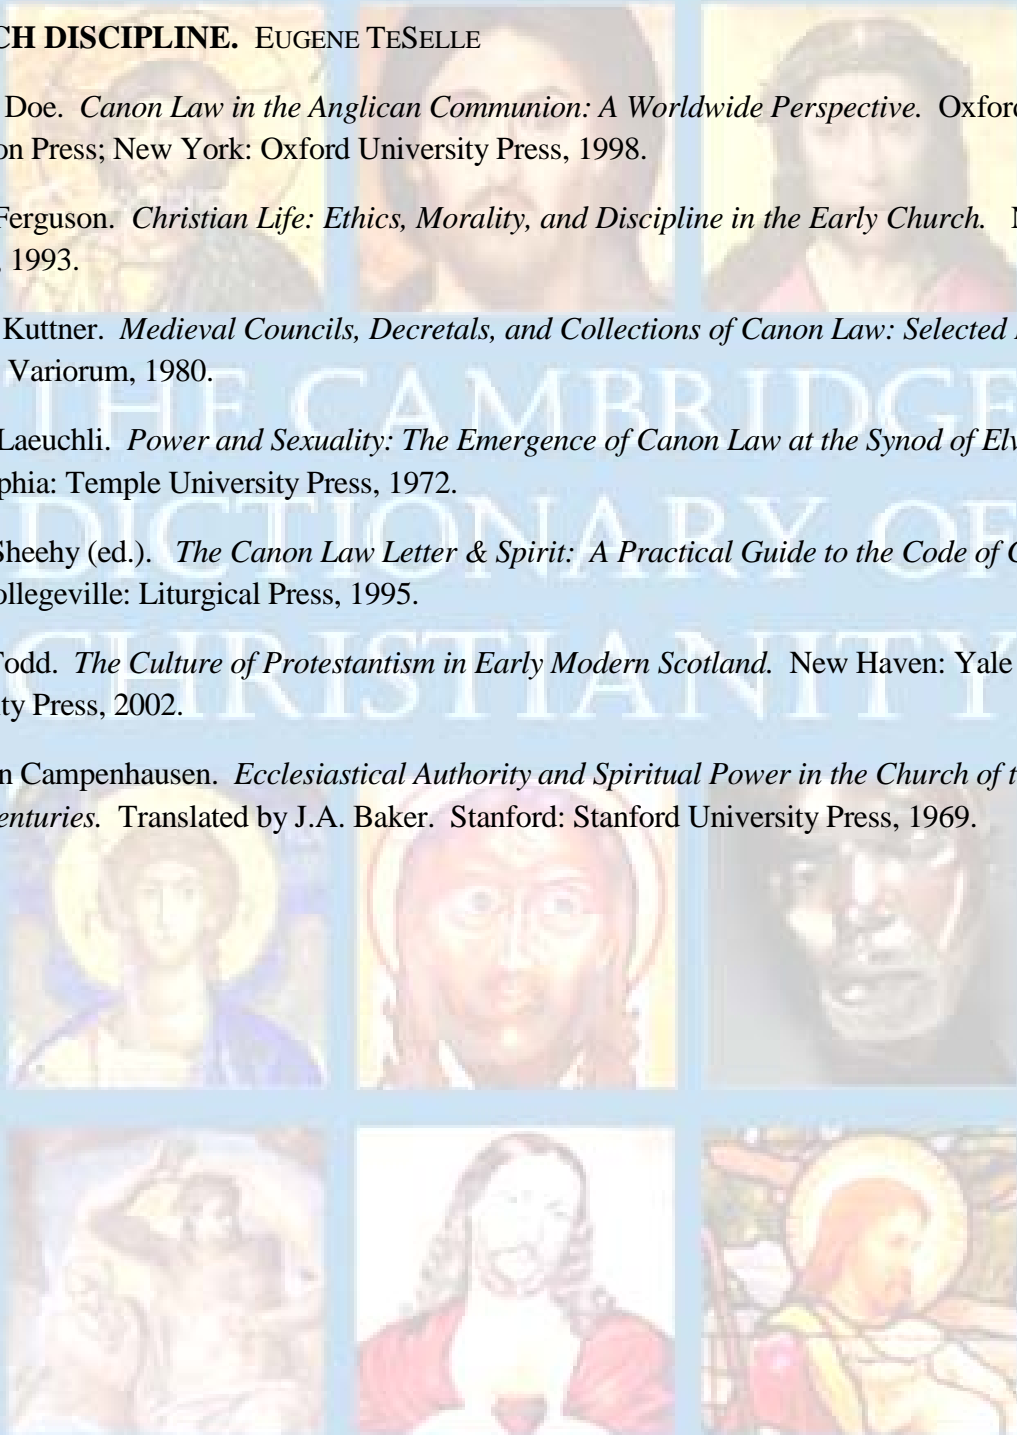 CH DISCIPLINE. EUGENE TESELLE
Doe. Canon Law in the Anglican Communion: A Worldwide Perspective. Oxford
on Press; New York: Oxford University Press, 1998.
Ferguson. Christian Life: Ethics, Morality, and Discipline in the Early Church.
, 1993.
Kuttner. Medieval Councils, Decretals, and Collections of Canon Law: Selected
Variorum, 1980.
THE CAMBRIDGE
Laeuchli. Power and Sexuality: The Emergence of Canon Law at the Synod of Elv
phia: Temple University Press, 1972.
DICTIONARY OF
Sheehy (ed.). The Canon Law Letter & Spirit: A Practical Guide to the Code of
ollegeville: Liturgical Press, 1995.
CHRISTIANITY
Todd. The Culture of Protestantism in Early Modern Scotland. New Haven: Yale
ity Press, 2002.
n Campenhausen. Ecclesiastical Authority and Spiritual Power in the Church of t
enturies. Translated by J.A. Baker. Stanford: Stanford University Press, 1969.